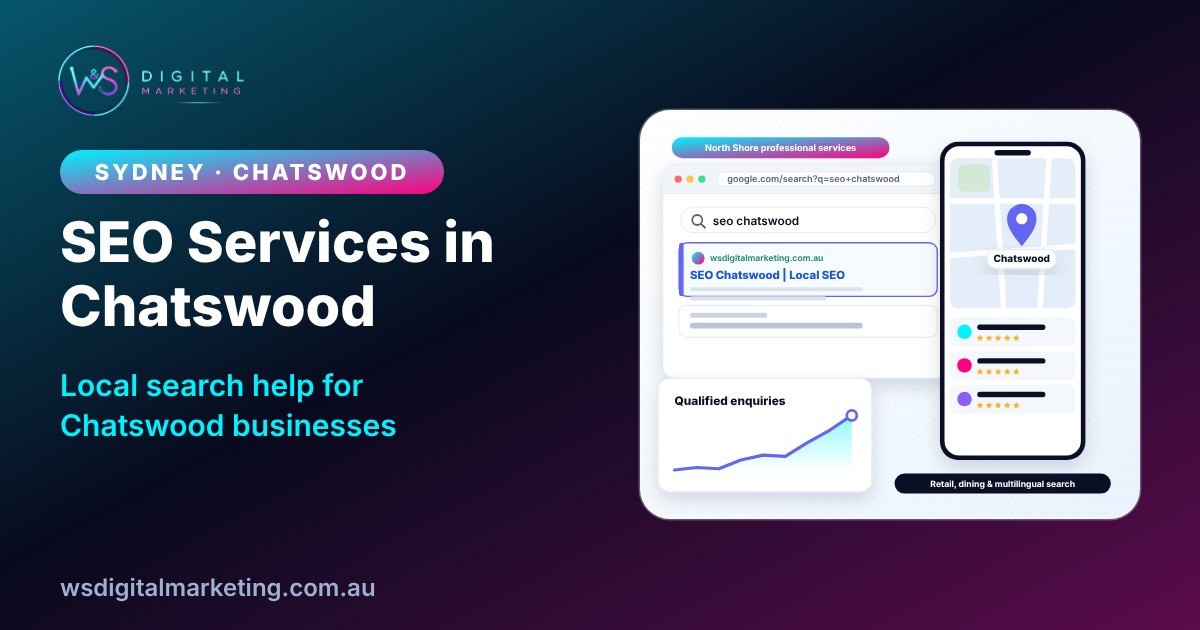 W&S DIGITAL
MARKETING
SYDNEY · CHATSWOOD
SEO Services in
Chatswood
Local search help for
Chatswood businesses
wsdigitalmarketing.com.au
North Shore professional services
google.com/search?q=seo+chatswood
seo chatswood
wsdigitalmarketing.com.au
SEO Chatswood | Local SEO
Qualified enquiries
Chatswood
Retail, dining & multilingual search